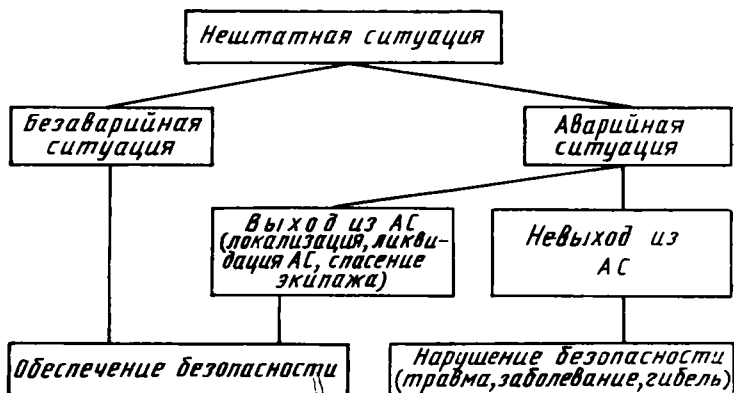 Нештатная ситуация
Безаварийная
ситуация
Аварийная
ситуация
Выход из АС
(локализация, ликви-
дация АС, спасение
экипажа)
Невыход из
АС
Обеспечение безопасности
Нарушение безопасности
(травма, заболевание, гибель)